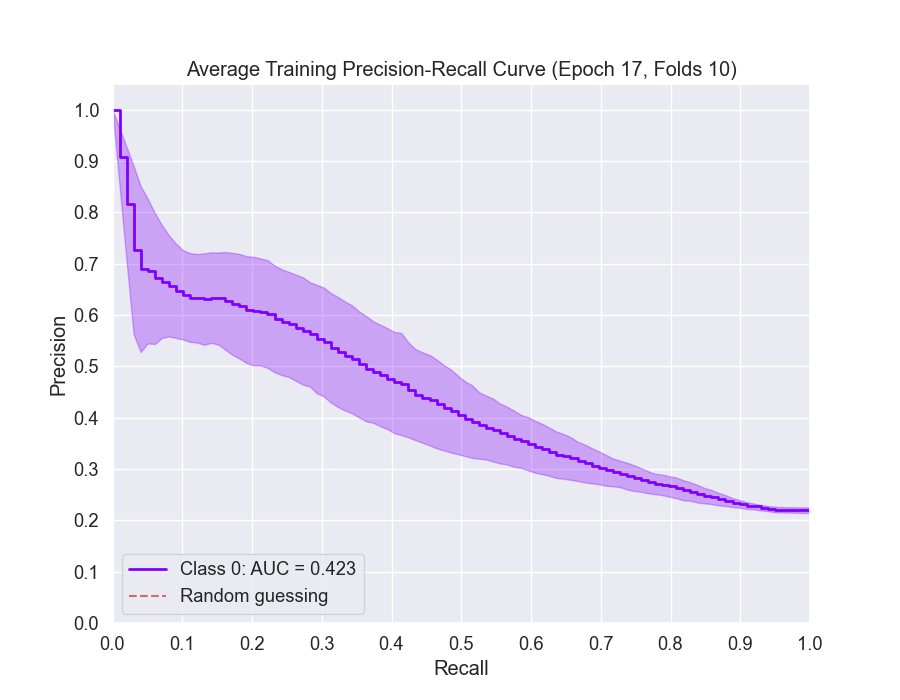 Average Training Precision-Recall Curve (Epoch 17, Folds 10)
Precision
1.0
0.9
0.8
0.7
0.6
0.5
0.4
0.3
0.2
0.1
0.0
Class 0: AUC = 0.423
Random guessing
0.0 0.1 0.2 0.3 0.4 0.5 0.6 0.7 0.8 0.9 1.0
Recall